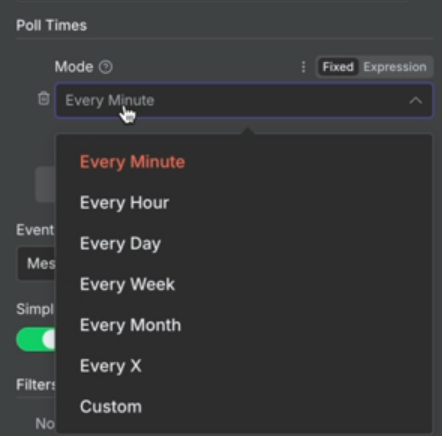 Poll Times
Mode
Fixed Expression
Every Minute
Every Minute
Every Hour
Event
Every Day
Mes
Every Week
Simpl
Every Month
Every X
Filters
Custom
No